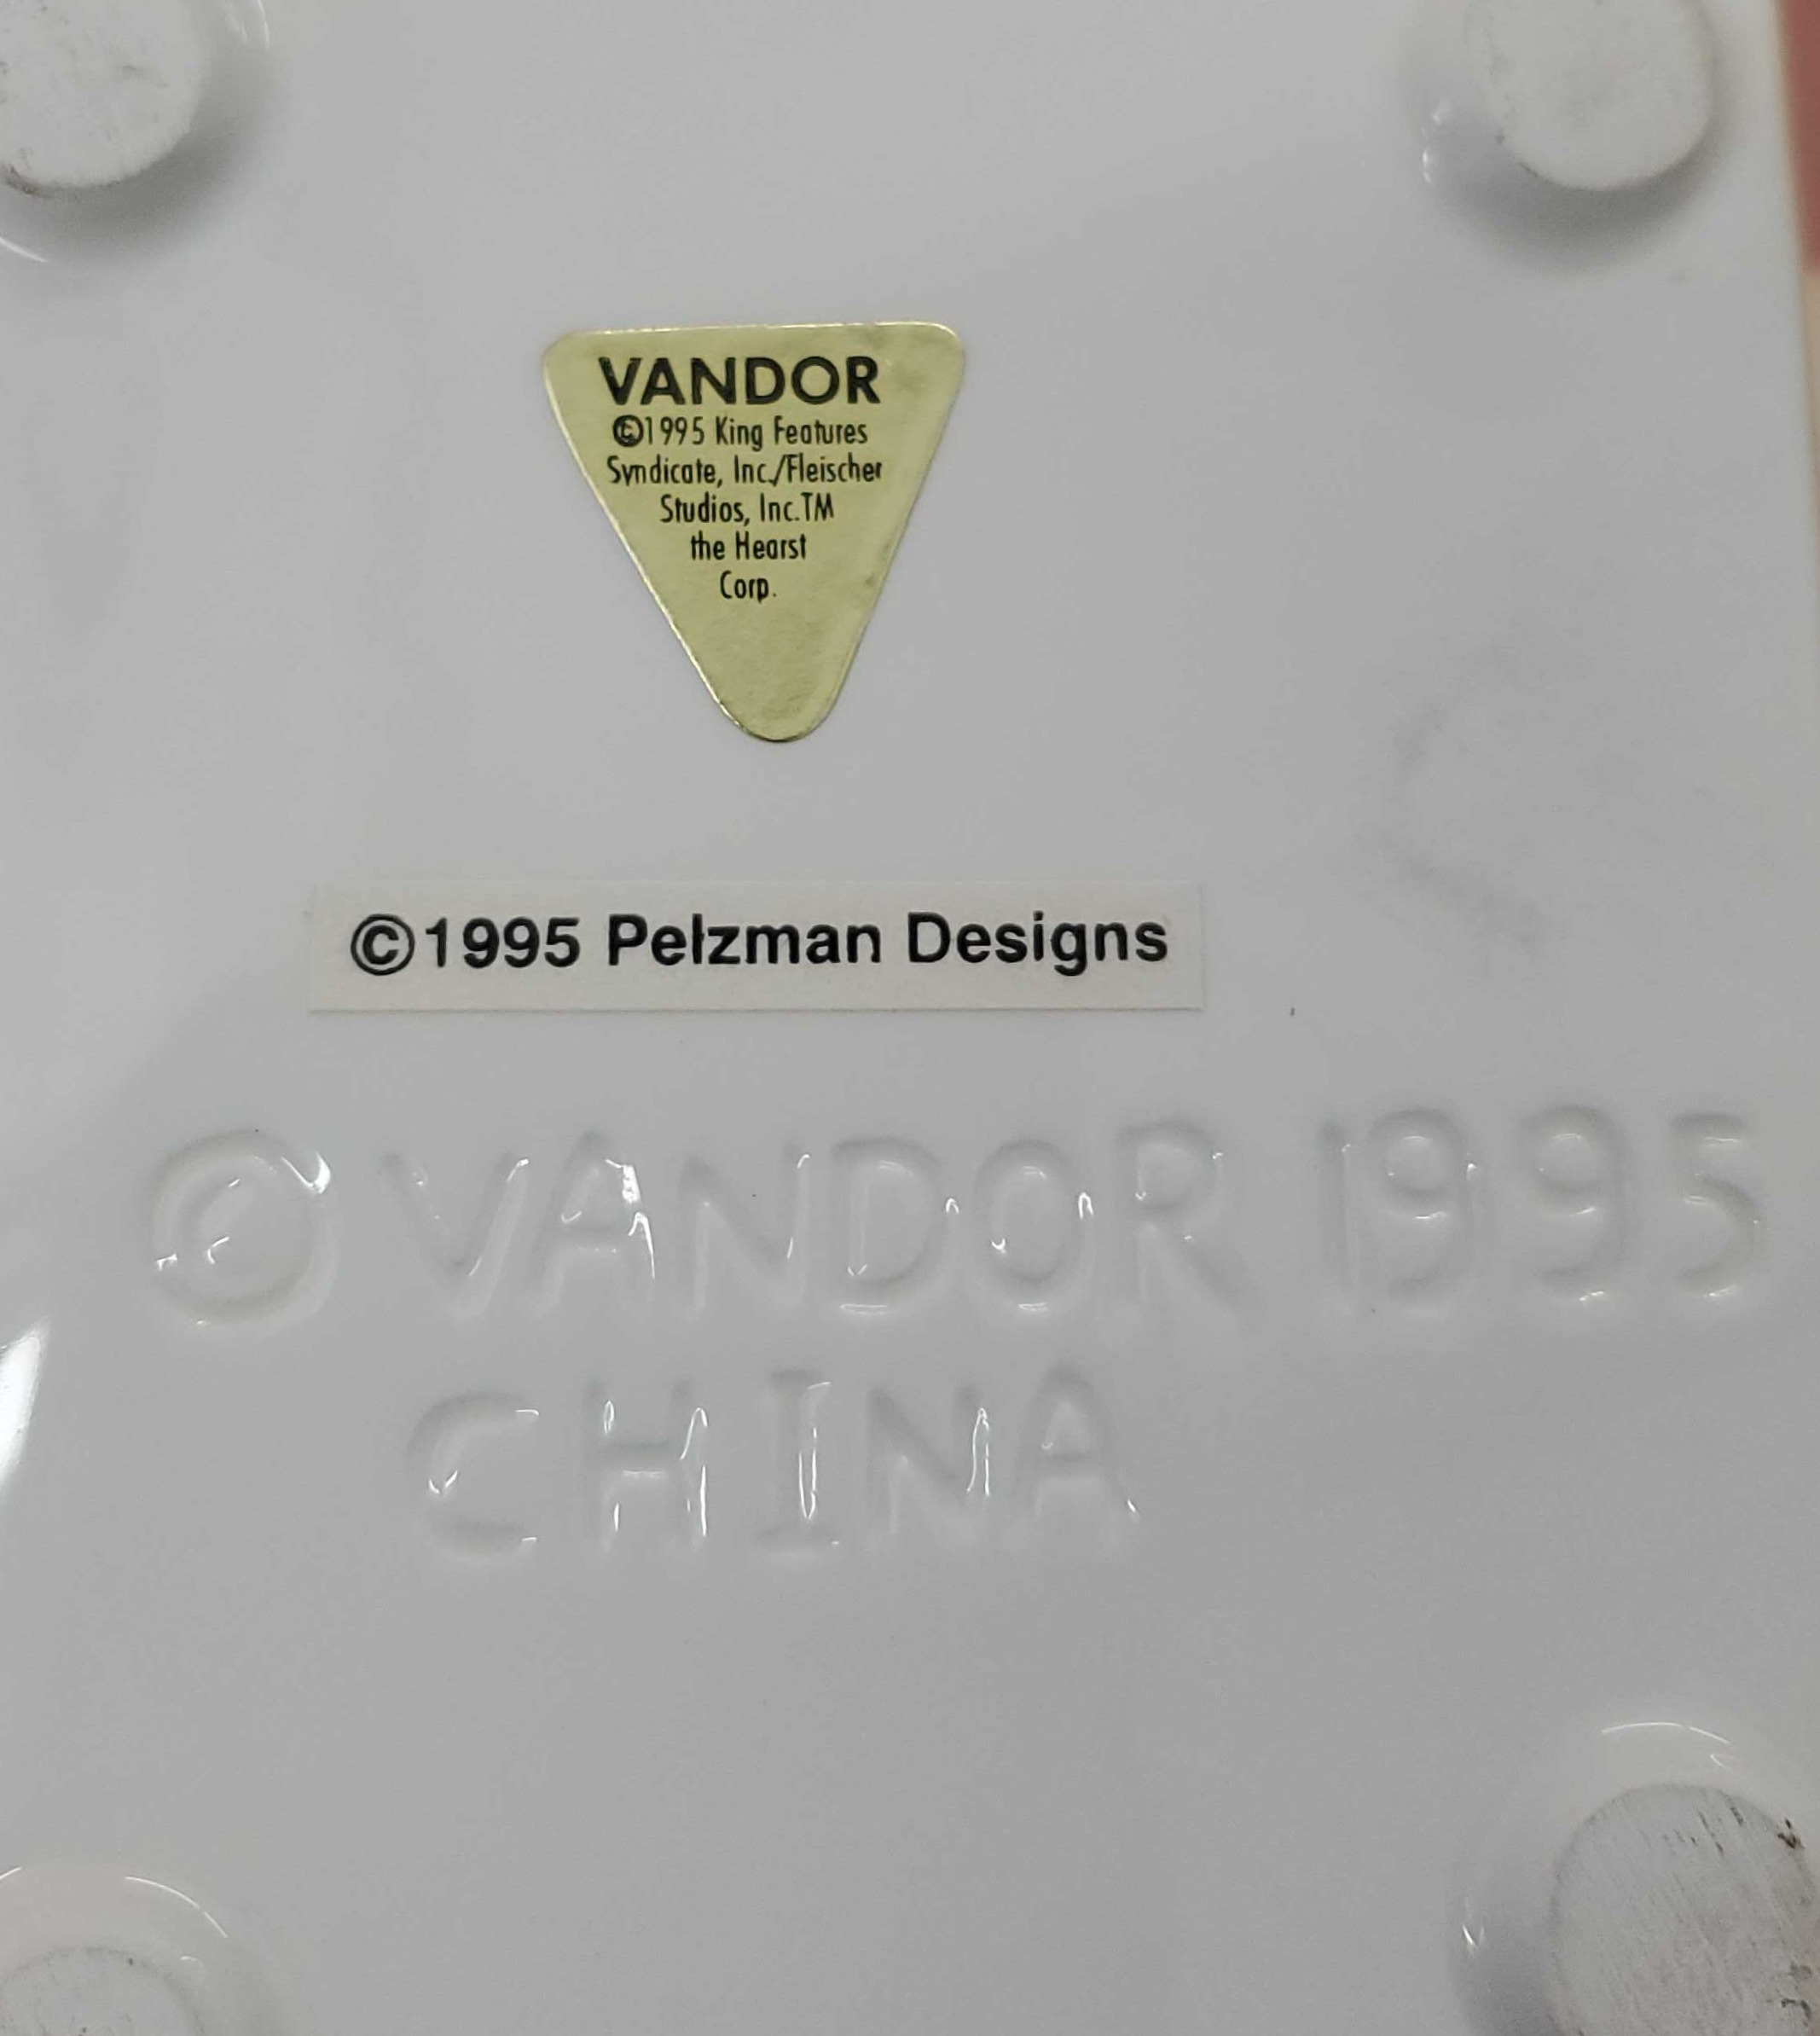 VANDOR
©1995 King Features
Syndicate, Inc./Fleischer
Studios, Inc.TM
the Hearst
Corp.
©1995 Pelzman Designs
© VANDOR 1995
CHINA